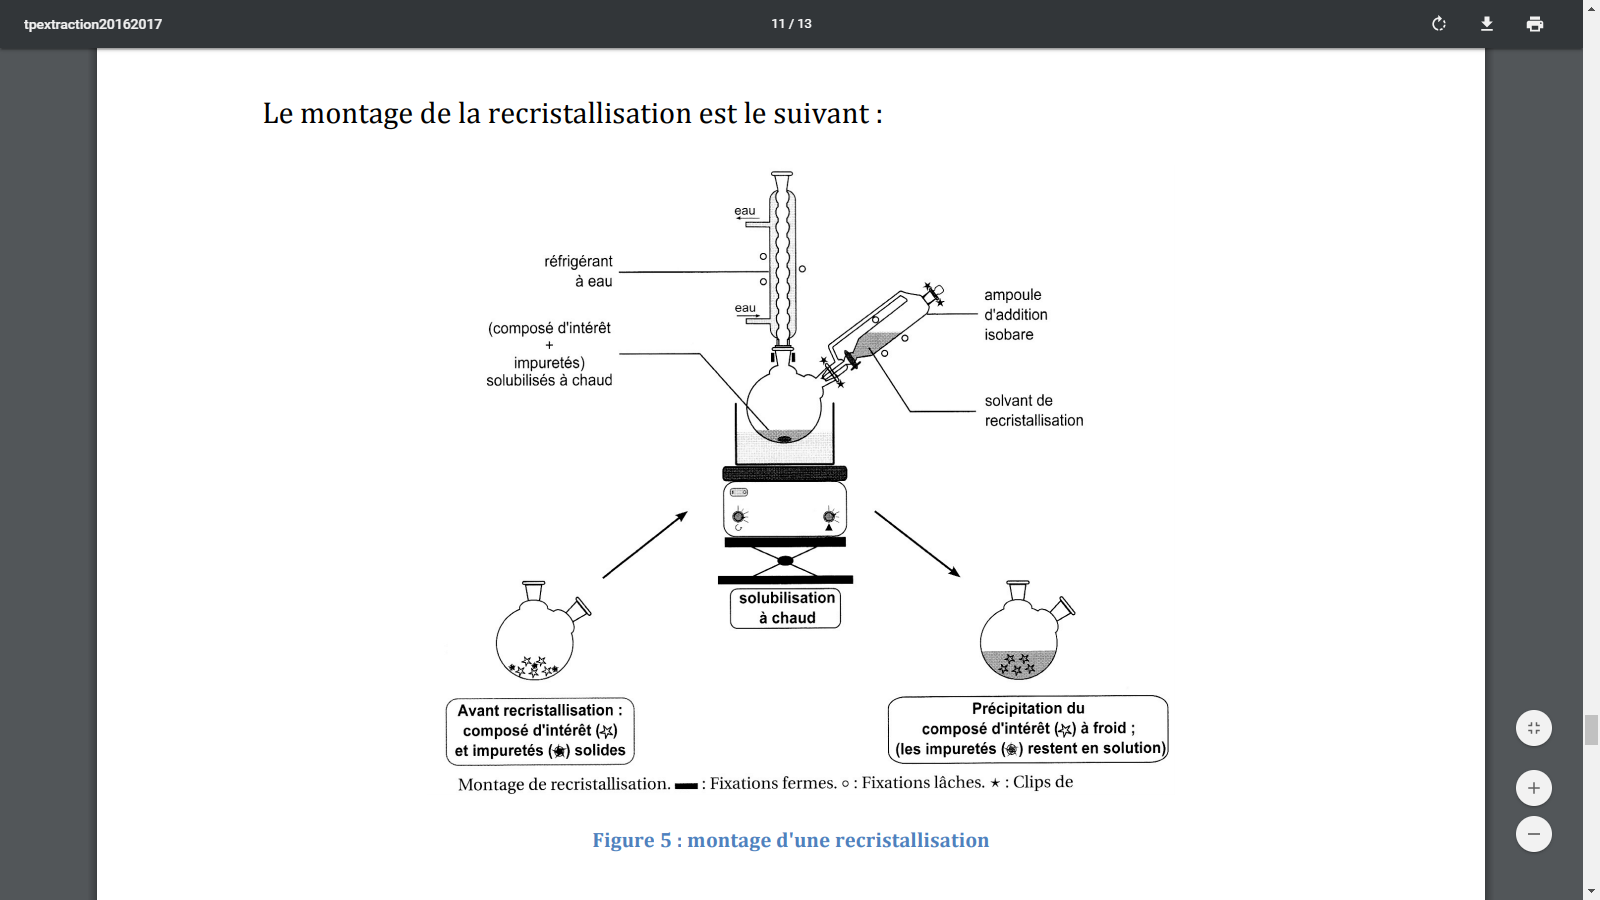 tpextraction20162017
11 / 13
Le montage de la recristallisation est le suivant :
eau
réfrigérant
à eau
eau
(composé d'intérêt
+
impuretés)
solubilisés à chaud
ampoule
d'addition
isobare
solvant de
recristallisation
solubilisation
à chaud
Avant recristallisation :
composé d'intérêt (☆)
et impuretés (★) solides
Précipitation du
composé d'intérêt (☆) à froid ;
(les impuretés (★) restent en solution)
Montage de recristallisation. ▬ : Fixations fermes. ○ : Fixations lâches. ★ : Clips de
Figure 5 : montage d'une recristallisation